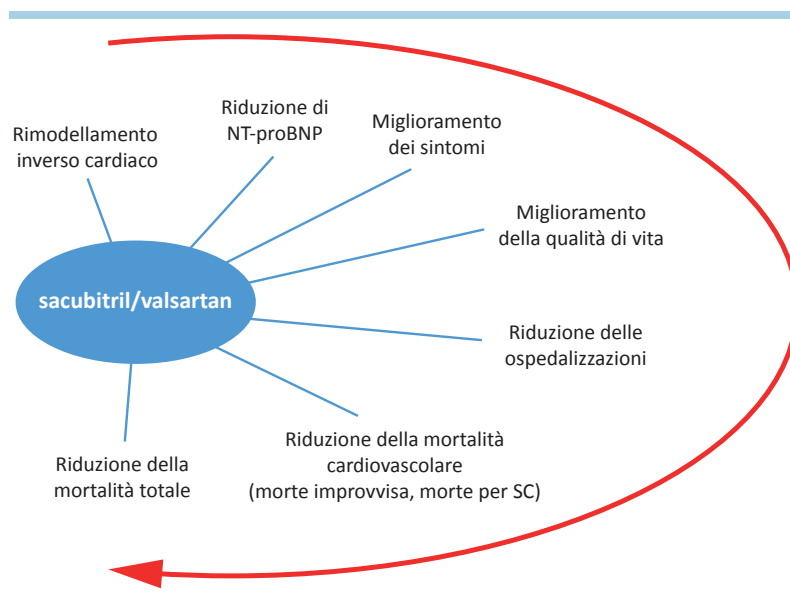 Rimodellamento
inverso cardiaco
Riduzione di
NT-proBNP
Miglioramento
dei sintomi
Miglioramento
della qualità di vita
sacubitril/valsartan
Riduzione delle
ospedalizzazioni
Riduzione della mortalità
cardiovascolare
(morte improvvisa, morte per SC)
Riduzione della
mortalità totale